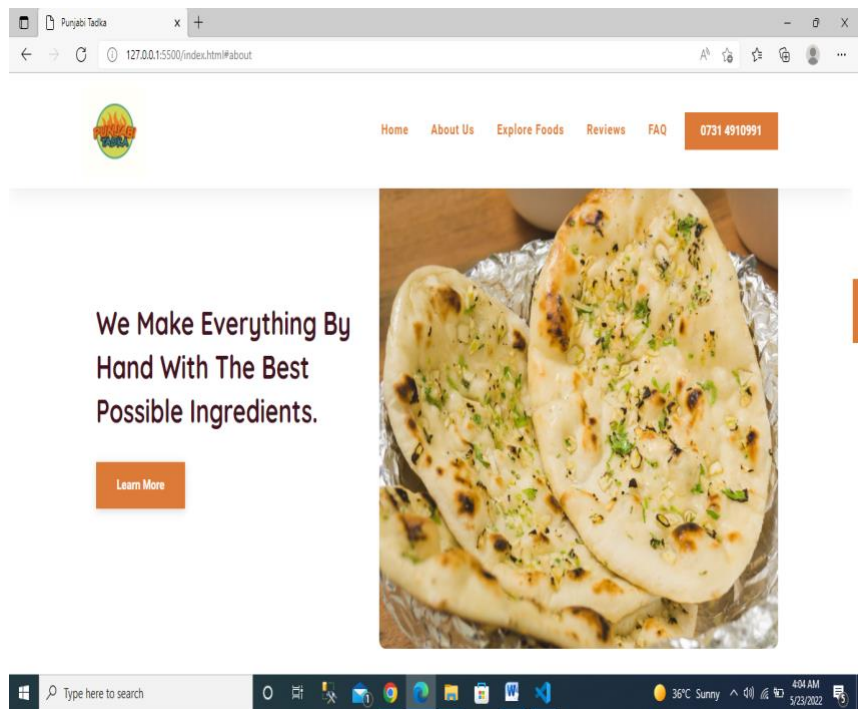 Punjabi Tadka
127.0.0.1:5500/index.html#about
PUNJABI
TADKA
Home About Us Explore Foods Reviews FAQ 0731 4910991
We Make Everything By
Hand With The Best
Possible Ingredients.
Learn More
Type here to search
36°C Sunny
4:04 AM
5/23/2022